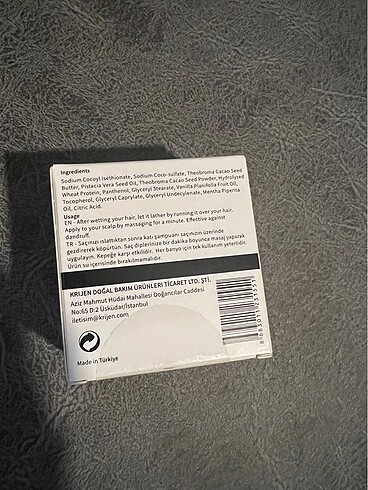 Ingredients
Sodium Cocoyl Isethionate, Sodium Coco-sulfate, Theobroma Cacao Seed
Butter, Pistacia Vera Seed Oil, Theobroma Cacao Seed Powder, Hydrolyzed
Wheat Protein, Panthenol, Glyceryl Stearate, Vanilla Planifolia Fruit Oil,
Tocopherol, Glyceryl Caprylate, Glyceryl Undecylenate, Mentha Piperita
Oil, Citric Acid.
Usage
EN - After wetting your hair, let it lather by running it over your hair.
Apply to your scalp by massaging for a minute. Effective against
dandruff.
TR - Saçınızı ıslattıktan sonra katı şampuanı saçınızın üzerinde
gezdirerek köpürtün. Saç diplerinize bir dakika boyunca masaj yaparak
uygulayın. Kepeğe karşı etkilidir. Her banyo için tek kullanım yeterlidir.
Ürün su içerisinde bırakılmamalıdır.
KRIJEN DOĞAL BAKIM ÜRÜNLERİ TİCARET LTD. ŞTİ.
Aziz Mahmut Hüdai Mahallesi Doğancılar Caddesi
No:65 D:2 Üsküdar/İstanbul
iletisim@krijen.com
Made in Türkiye